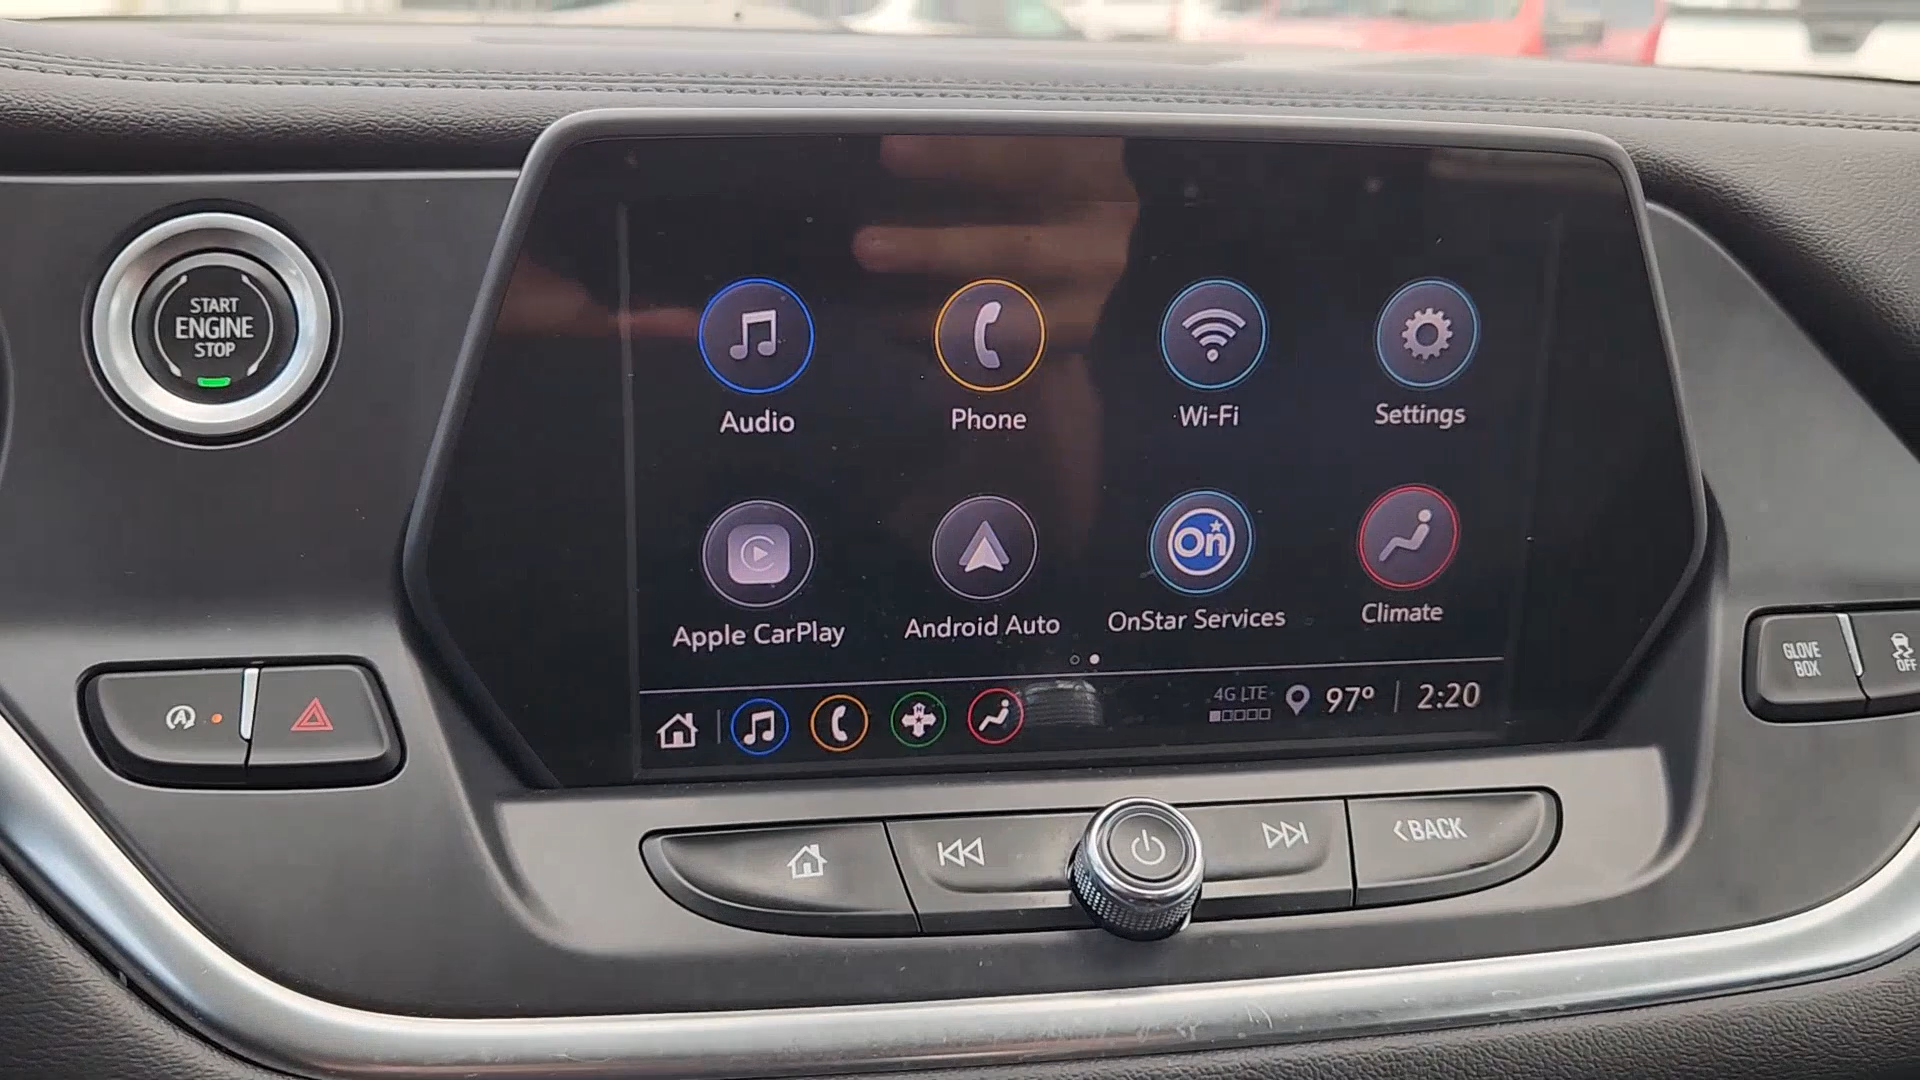 START
ENGINE
STOP
Audio
Phone
Wi-Fi
Settings
On
Apple CarPlay
Android Auto
OnStar Services
Climate
4G LTE
97°
2:20
A
GLOVE
BOX
OFF
<BACK